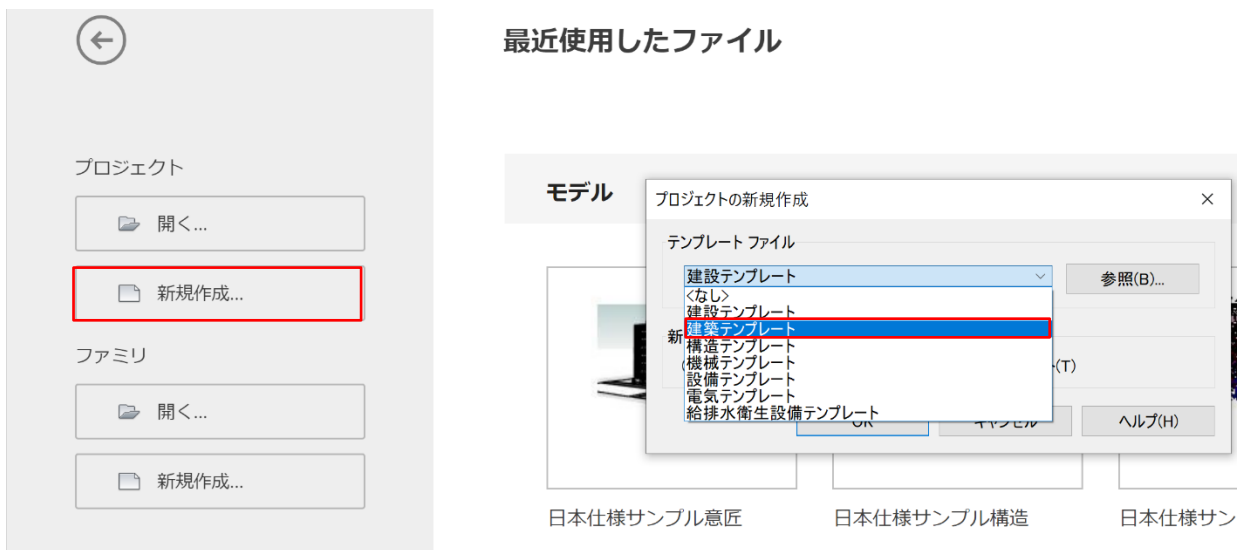 最近使用したファイル
プロジェクト
開く...
新規作成...
ファミリ
開く...
新規作成...
モデル
プロジェクトの新規作成
テンプレート ファイル
建設テンプレート
参照(B)...
<なし>
建設テンプレート
建築テンプレート
構造テンプレート
機械テンプレート
設備テンプレート
電気テンプレート
給排水衛生設備テンプレート
新
(T)
OK
キャンセル
ヘルプ(H)
日本仕様サンプル意匠
日本仕様サンプル構造
日本仕様サン